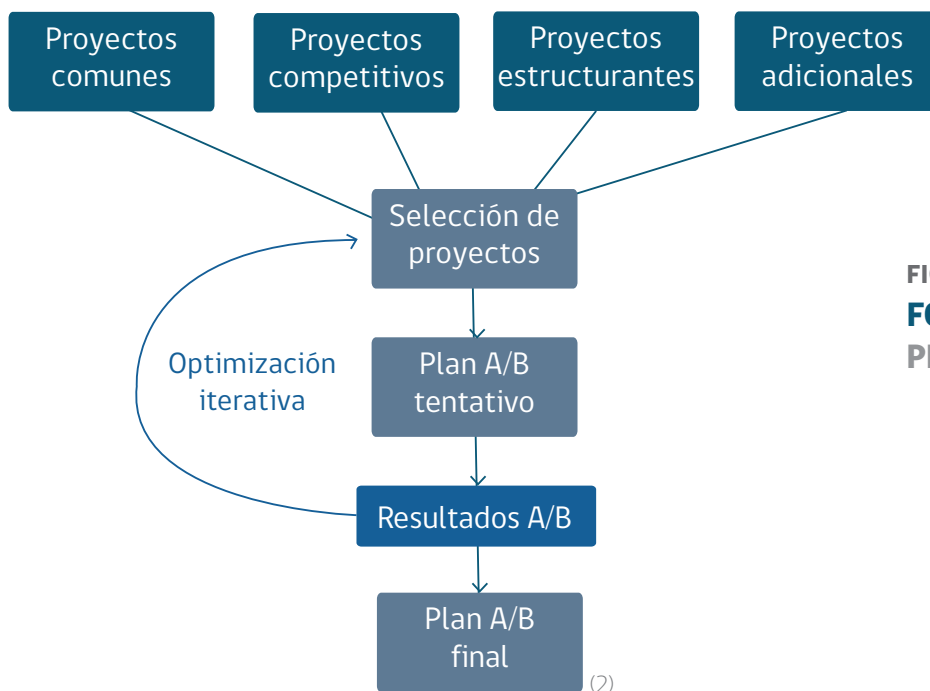 Proyectos
comunes
Proyectos
competitivos
Proyectos
estructurantes
Proyectos
adicionales
Selección de
proyectos
Optimización
iterativa
Plan A/B
tentativo
Resultados A/B
Plan A/B
final
(2)